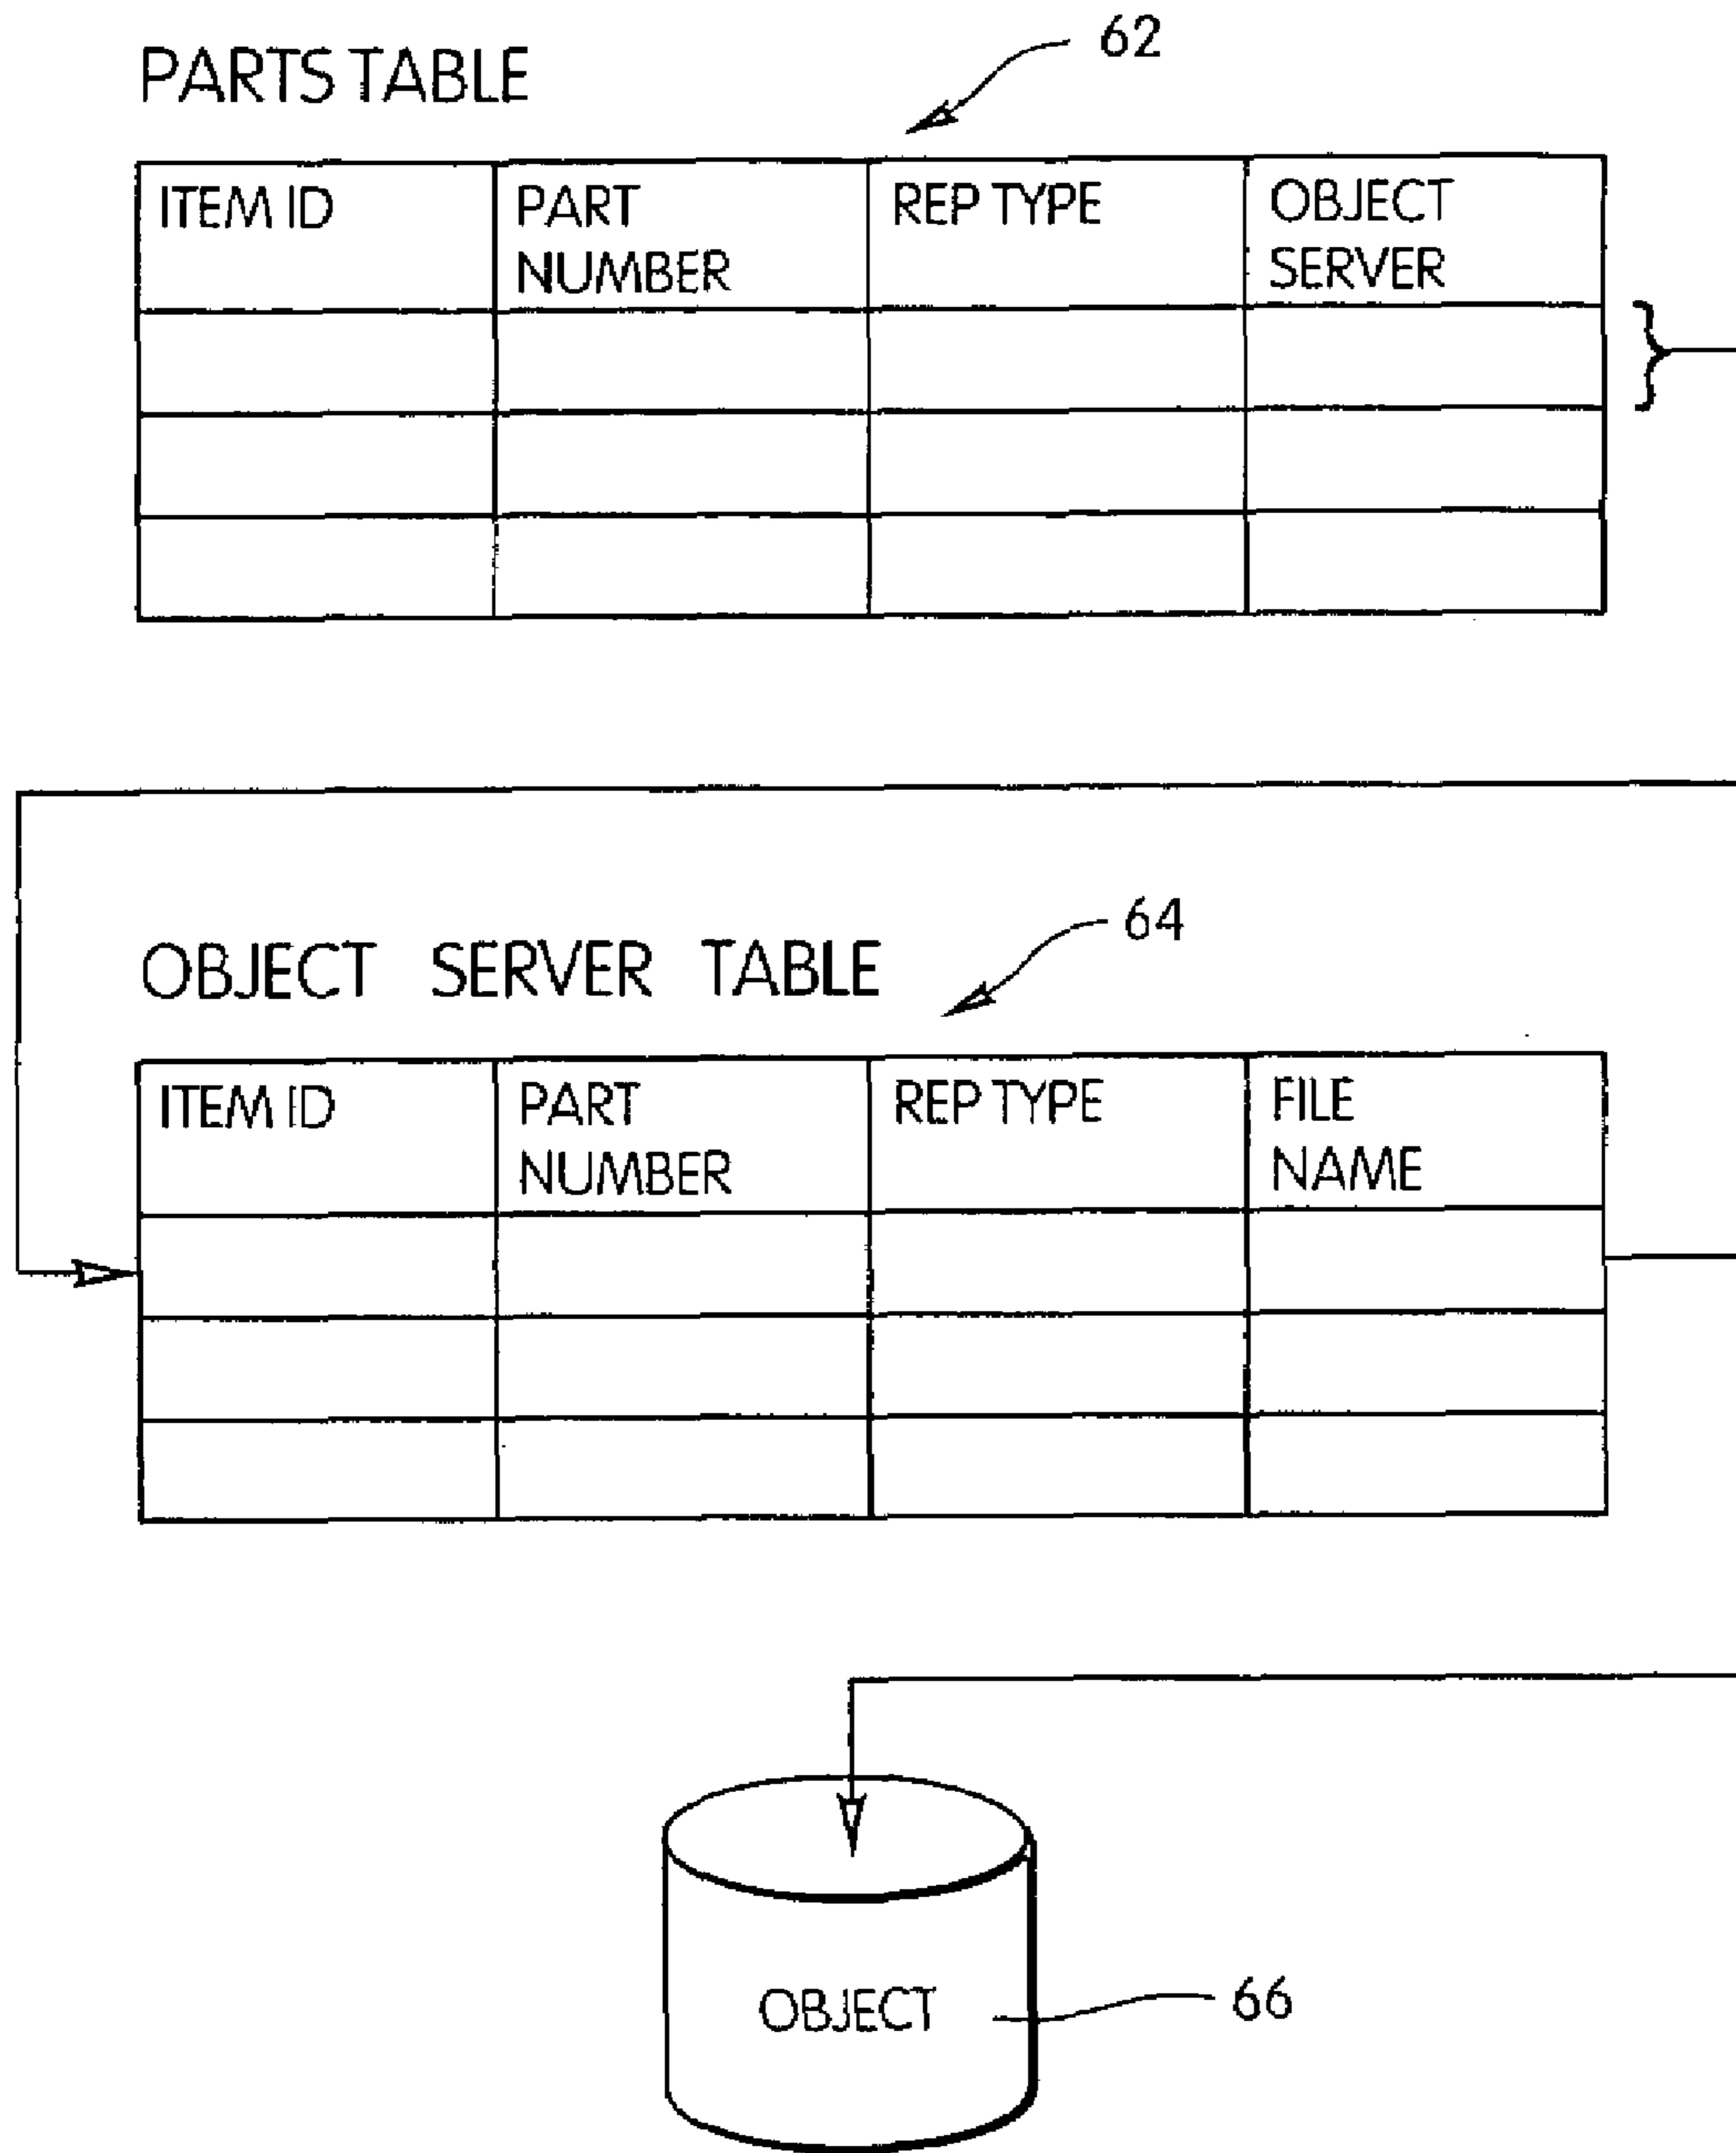 62
PARTS TABLE
ITEM ID
PART
NUMBER
REP TYPE
OBJECT
SERVER
64
OBJECT SERVER TABLE
ITEM ID
PART
NUMBER
REP TYPE
FILE
NAME
OBJECT
66